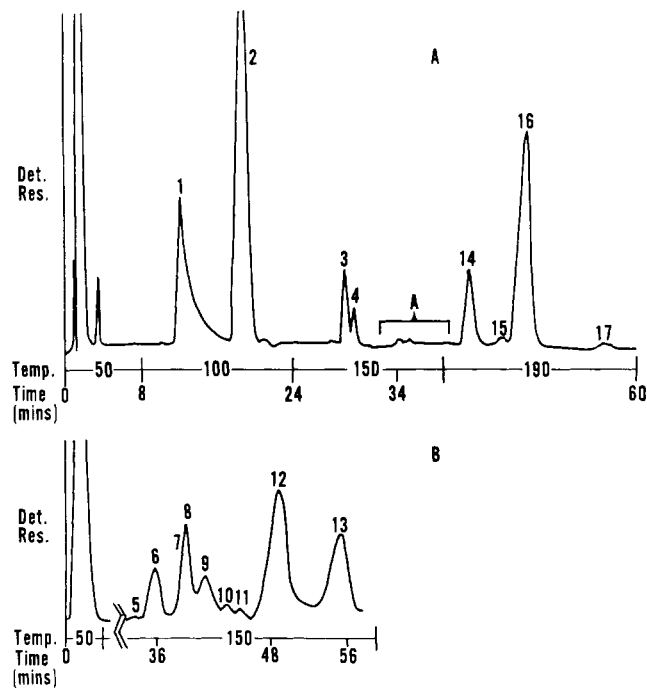 A
2
16
1
Det.
Res.
3
4
A
14
15
17
Temp. 50 100 150 190
Time 0 8 24 34 60
(mins)
B
12
8
13
7
6
9
Det.
Res.
5
10
11
Temp. 50 150
Time 0 36 48 56
(mins)